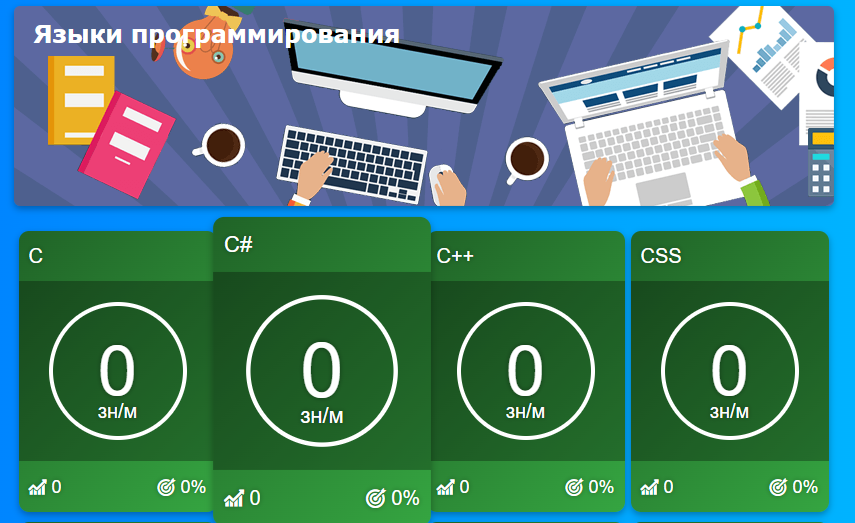 Языки программирования
C
C#
C++
CSS
0
зн/м
0
зн/м
0
зн/м
0
зн/м
0 0%
0 0%
0 0%
0 0%